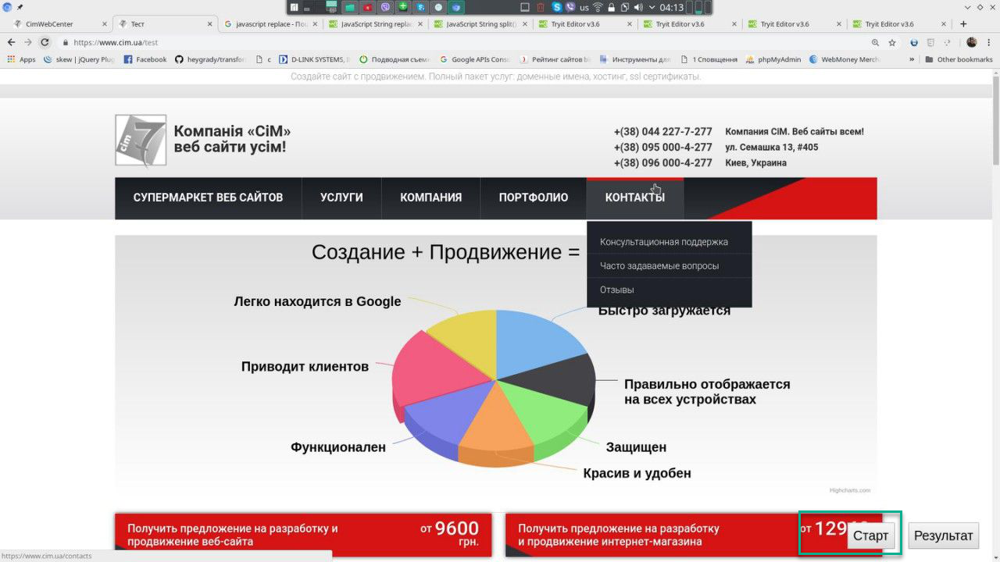 us 04:13
CimWebCenter
Тест
javascript replace - По
JavaScript String repla
JavaScript String split()
Tryit Editor v3.6
Tryit Editor v3.6
Tryit Editor v3.6
Tryit Editor v3.6
https://www.cim.ua/test
Apps
skew | jQuery Plug
Facebook
heygrady/transfor
c
D-LINK SYSTEMS, I
Подводная съем
Google APIs Cons
Рейтинг сайтов
Инструменты для
1 Сповіщення
phpMyAdmin
WebMoney Merch
»
Other bookmarks
Создайте сайт с продвижением. Полный пакет услуг: доменные имена, хостинг, ssl сертификаты.
cim 7
Компанія «СіМ»
веб сайти усім!
+(38) 044 227-7-277
+(38) 095 000-4-277
+(38) 096 000-4-277
Компания CiM. Веб сайты всем!
ул. Семашка 13, #405
Киев, Украина
СУПЕРМАРКЕТ ВЕБ САЙТОВ
УСЛУГИ
КОМПАНИЯ
ПОРТФОЛИО
КОНТАКТЫ
Консультационная поддержка
Часто задаваемые вопросы
Отзывы
Создание + Продвижение =
Легко находится в Google
Быстро загружается
Приводит клиентов
Правильно отображается
на всех устройствах
Функционален
Защищен
Красив и удобен
Highcharts.com
Получить предложение на разработку и
продвижение веб-сайта
от 9600
грн.
Получить предложение на разработку
и продвижение интернет-магазина
от
Старт
Результат
https://www.cim.ua/contacts